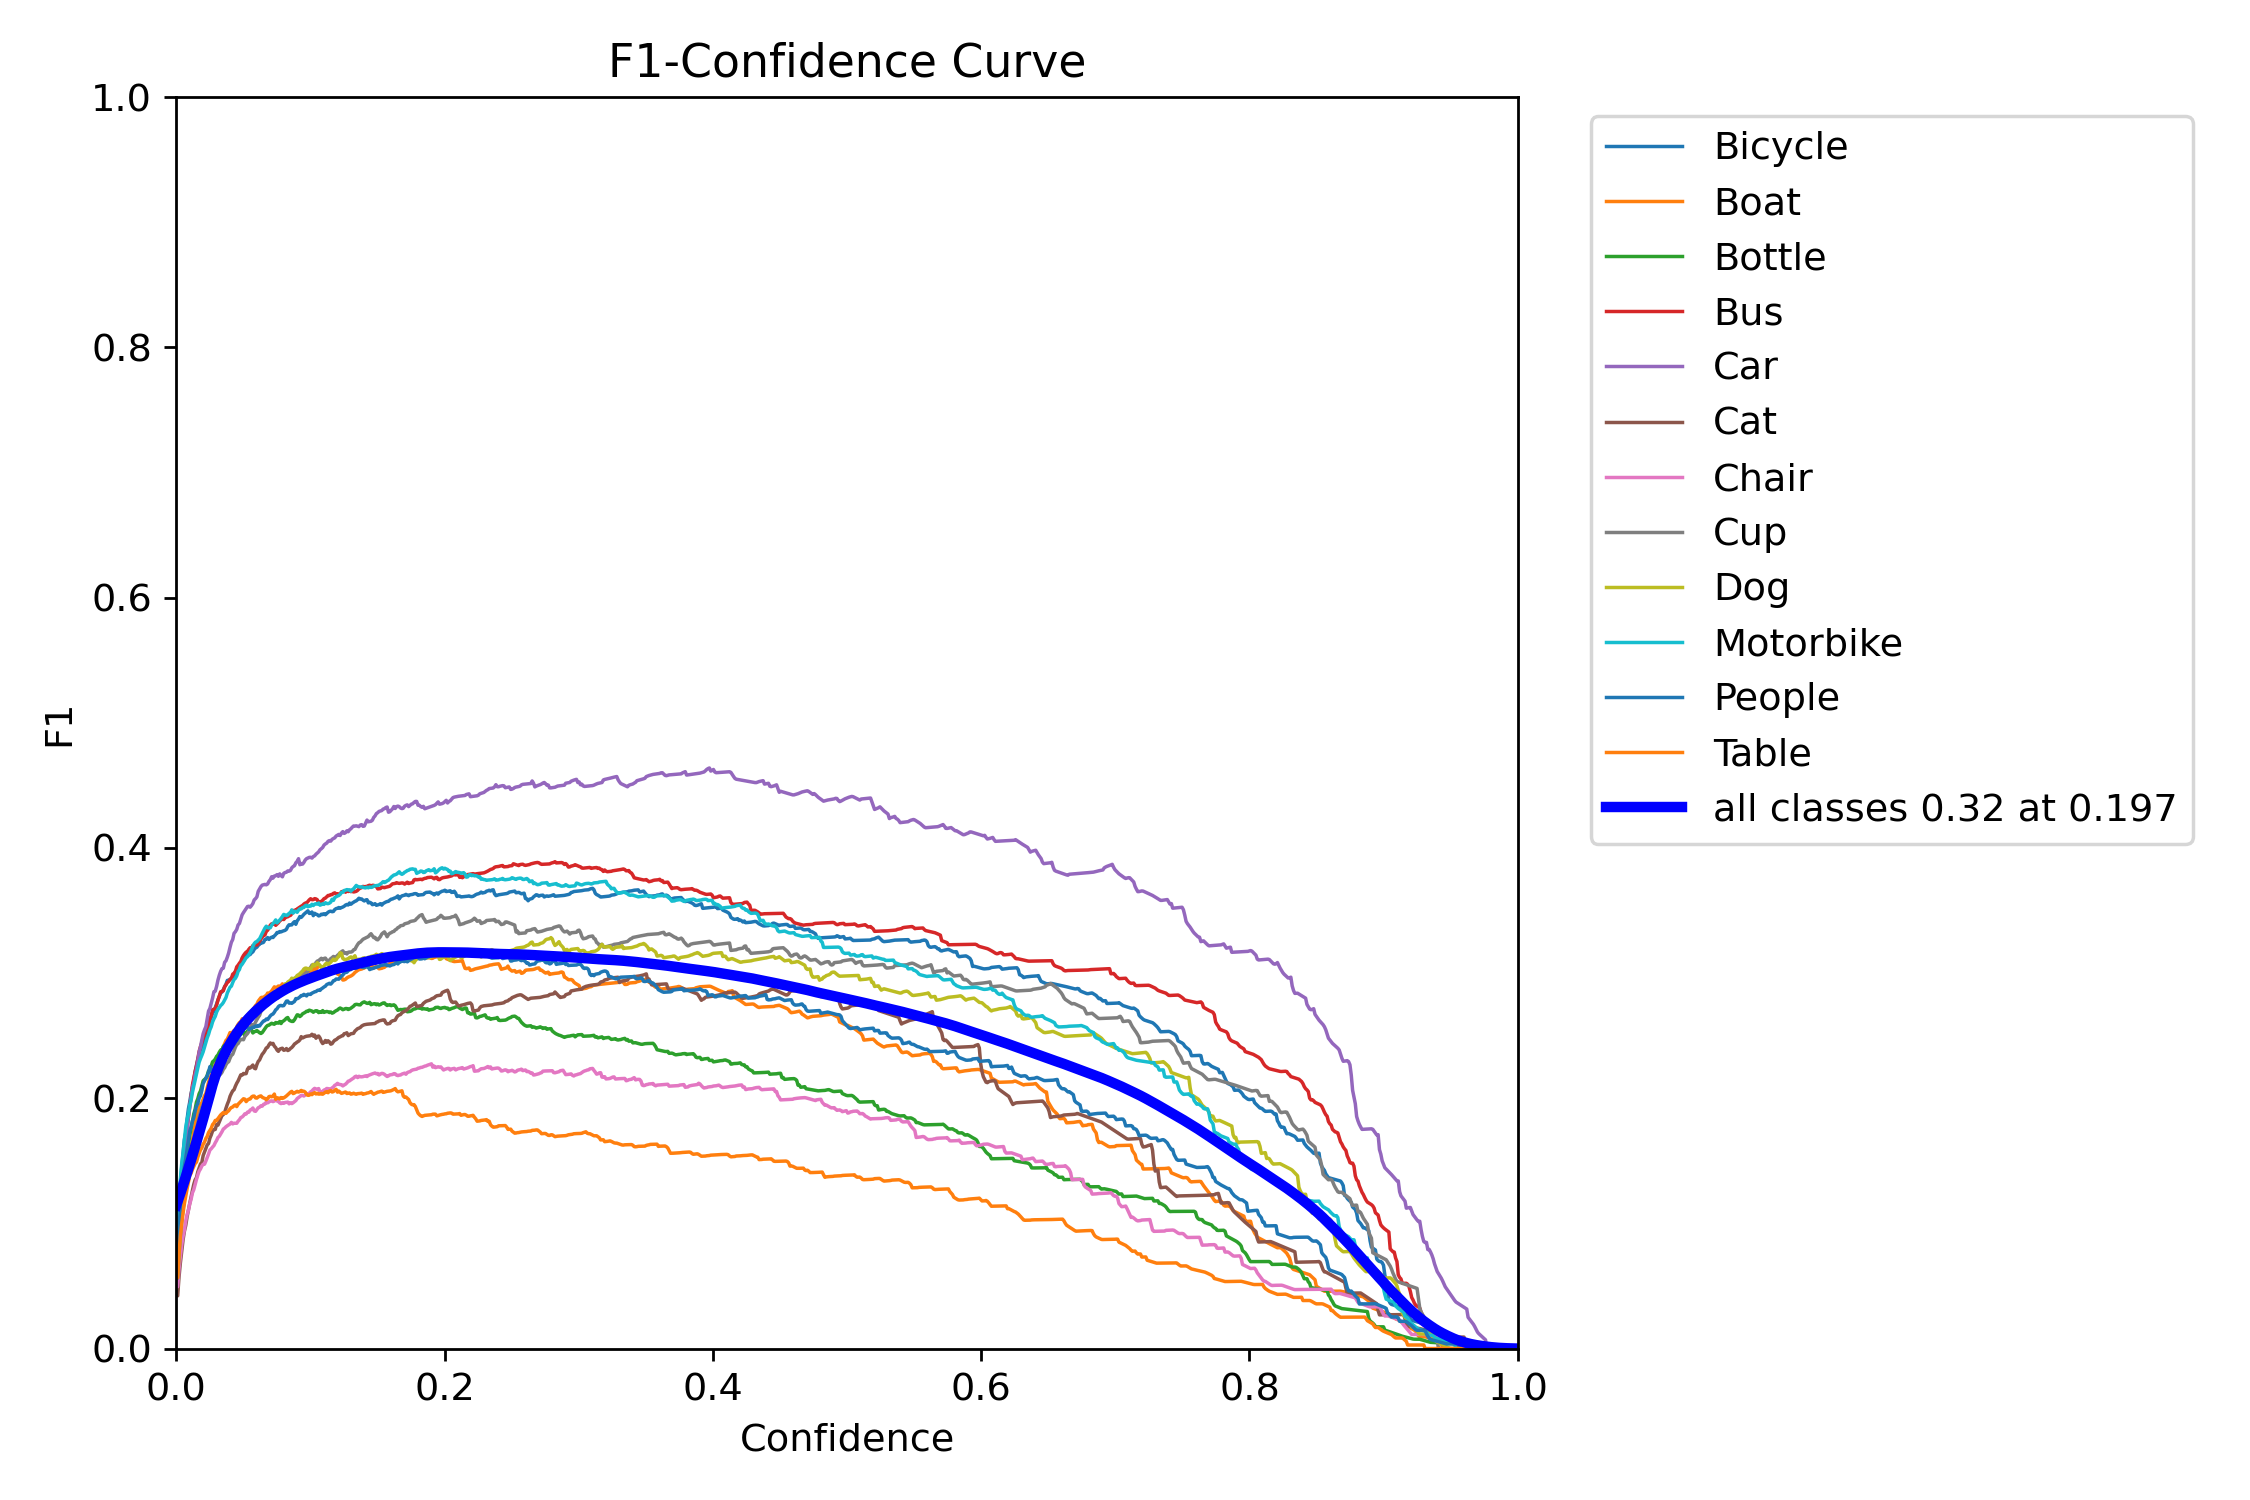 F1-Confidence Curve
1.0
0.8
0.6
0.4
0.2
0.0
F1
0.0 0.2 0.4 0.6 0.8 1.0
Confidence
Bicycle
Boat
Bottle
Bus
Car
Cat
Chair
Cup
Dog
Motorbike
People
Table
all classes 0.32 at 0.197